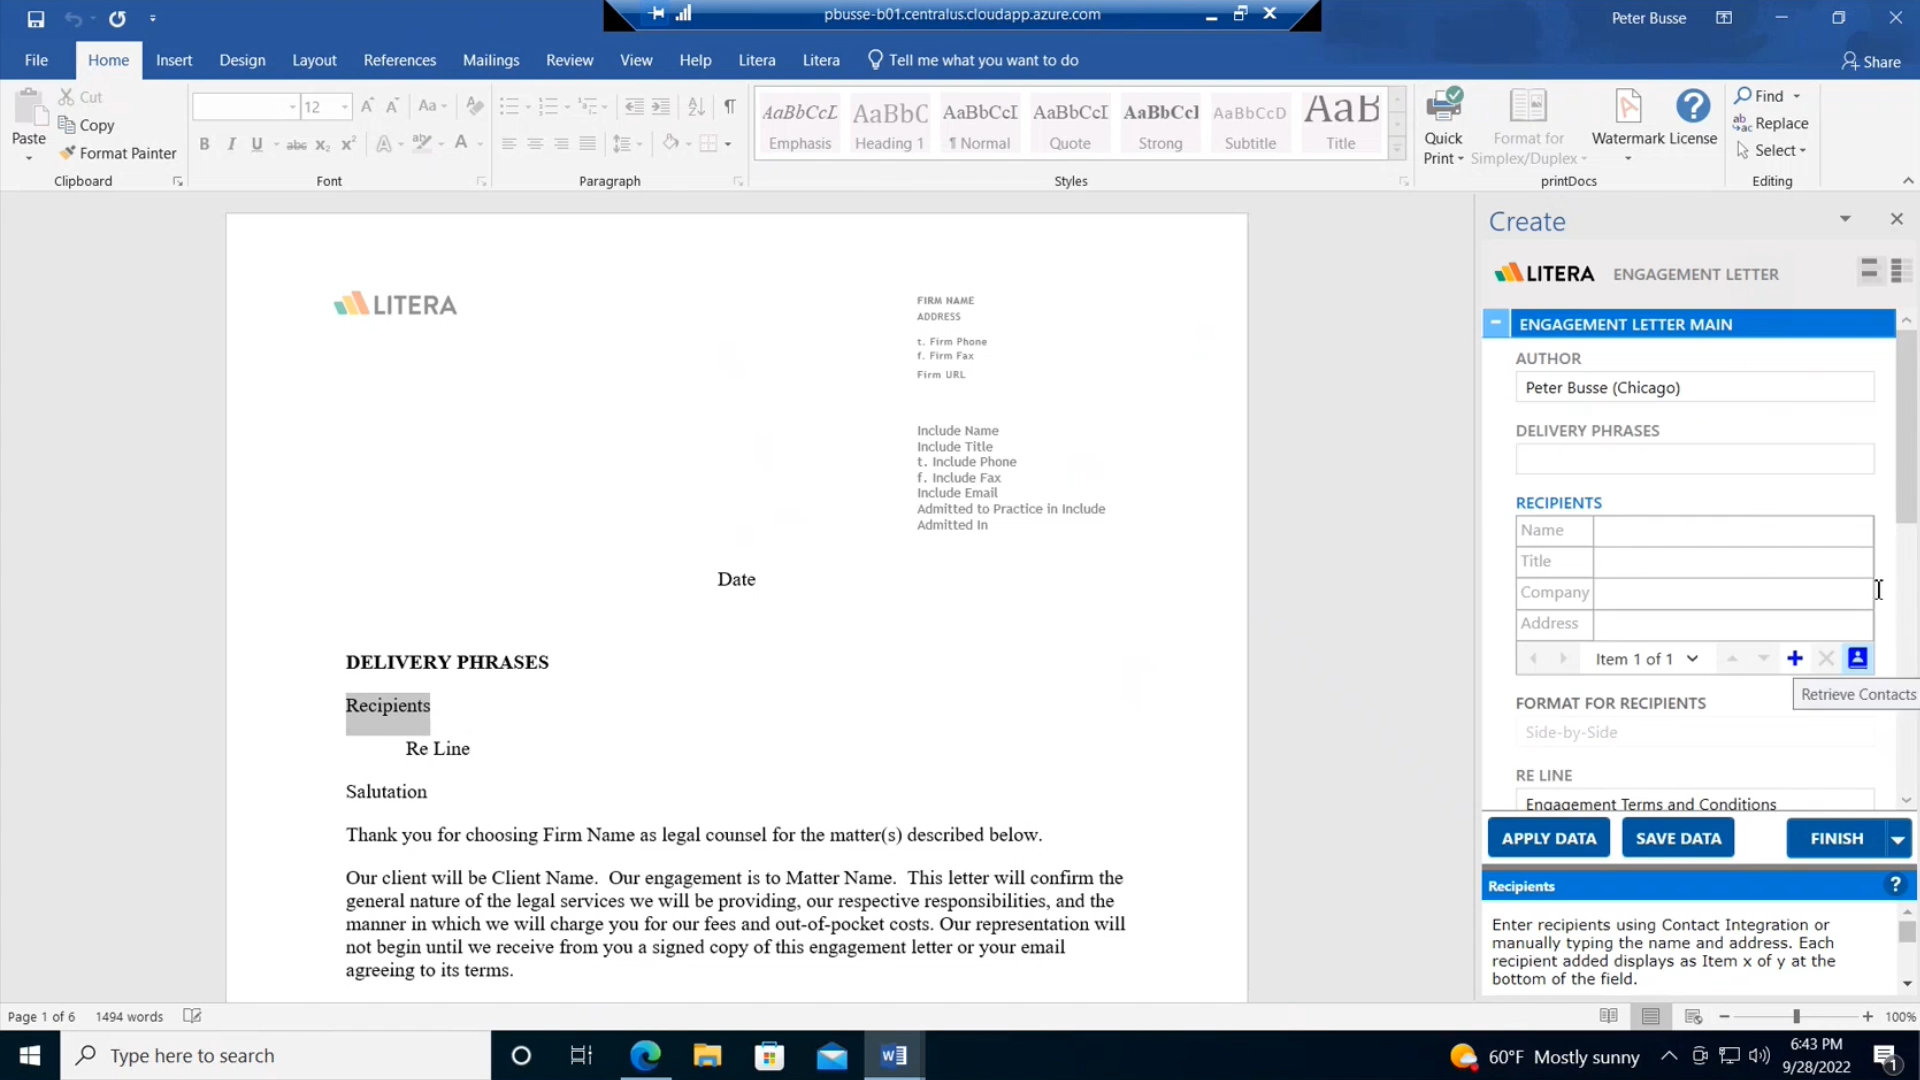 pbusse-b01.centralus.cloudapp.azure.com
Peter Busse
File
Home
Insert
Design
Layout
References
Mailings
Review
View
Help
Litera
Litera
Tell me what you want to do
Share
Paste
Cut
Copy
Format Painter
Clipboard
12
Font
Paragraph
AaBbCcL
Emphasis
AaBbC
Heading 1
AaBbCcI
¶ Normal
AaBbCcI
Quote
AaBbCcI
Strong
AaBbCcD
Subtitle
AaB
Title
Styles
Quick
Print
Format for
Simplex/Duplex
Watermark
License
printDocs
Find
Replace
Select
Editing
LITERA
FIRM NAME
ADDRESS
t. Firm Phone
f. Firm Fax
Firm URL
Include Name
Include Title
t. Include Phone
f. Include Fax
Include Email
Admitted to Practice in Include
Admitted In
Date
DELIVERY PHRASES
Recipients
Re Line
Salutation
Thank you for choosing Firm Name as legal counsel for the matter(s) described below.
Our client will be Client Name.  Our engagement is to Matter Name.  This letter will confirm the
general nature of the legal services we will be providing, our respective responsibilities, and the
manner in which we will charge you for our fees and out-of-pocket costs. Our representation will
not begin until we receive from you a signed copy of this engagement letter or your email
agreeing to its terms.
Create
LITERA
ENGAGEMENT LETTER
ENGAGEMENT LETTER MAIN
AUTHOR
Peter Busse (Chicago)
DELIVERY PHRASES
RECIPIENTS
Name
Title
Company
Address
Item 1 of 1
Retrieve Contacts
FORMAT FOR RECIPIENTS
Side-by-Side
RE LINE
Engagement Terms and Conditions
APPLY DATA
SAVE DATA
FINISH
Recipients
?
Enter recipients using Contact Integration or
manually typing the name and address. Each
recipient added displays as Item x of y at the
bottom of the field.
Page 1 of 6
1494 words
100%
Type here to search
60°F Mostly sunny
6:43 PM
9/28/2022
1